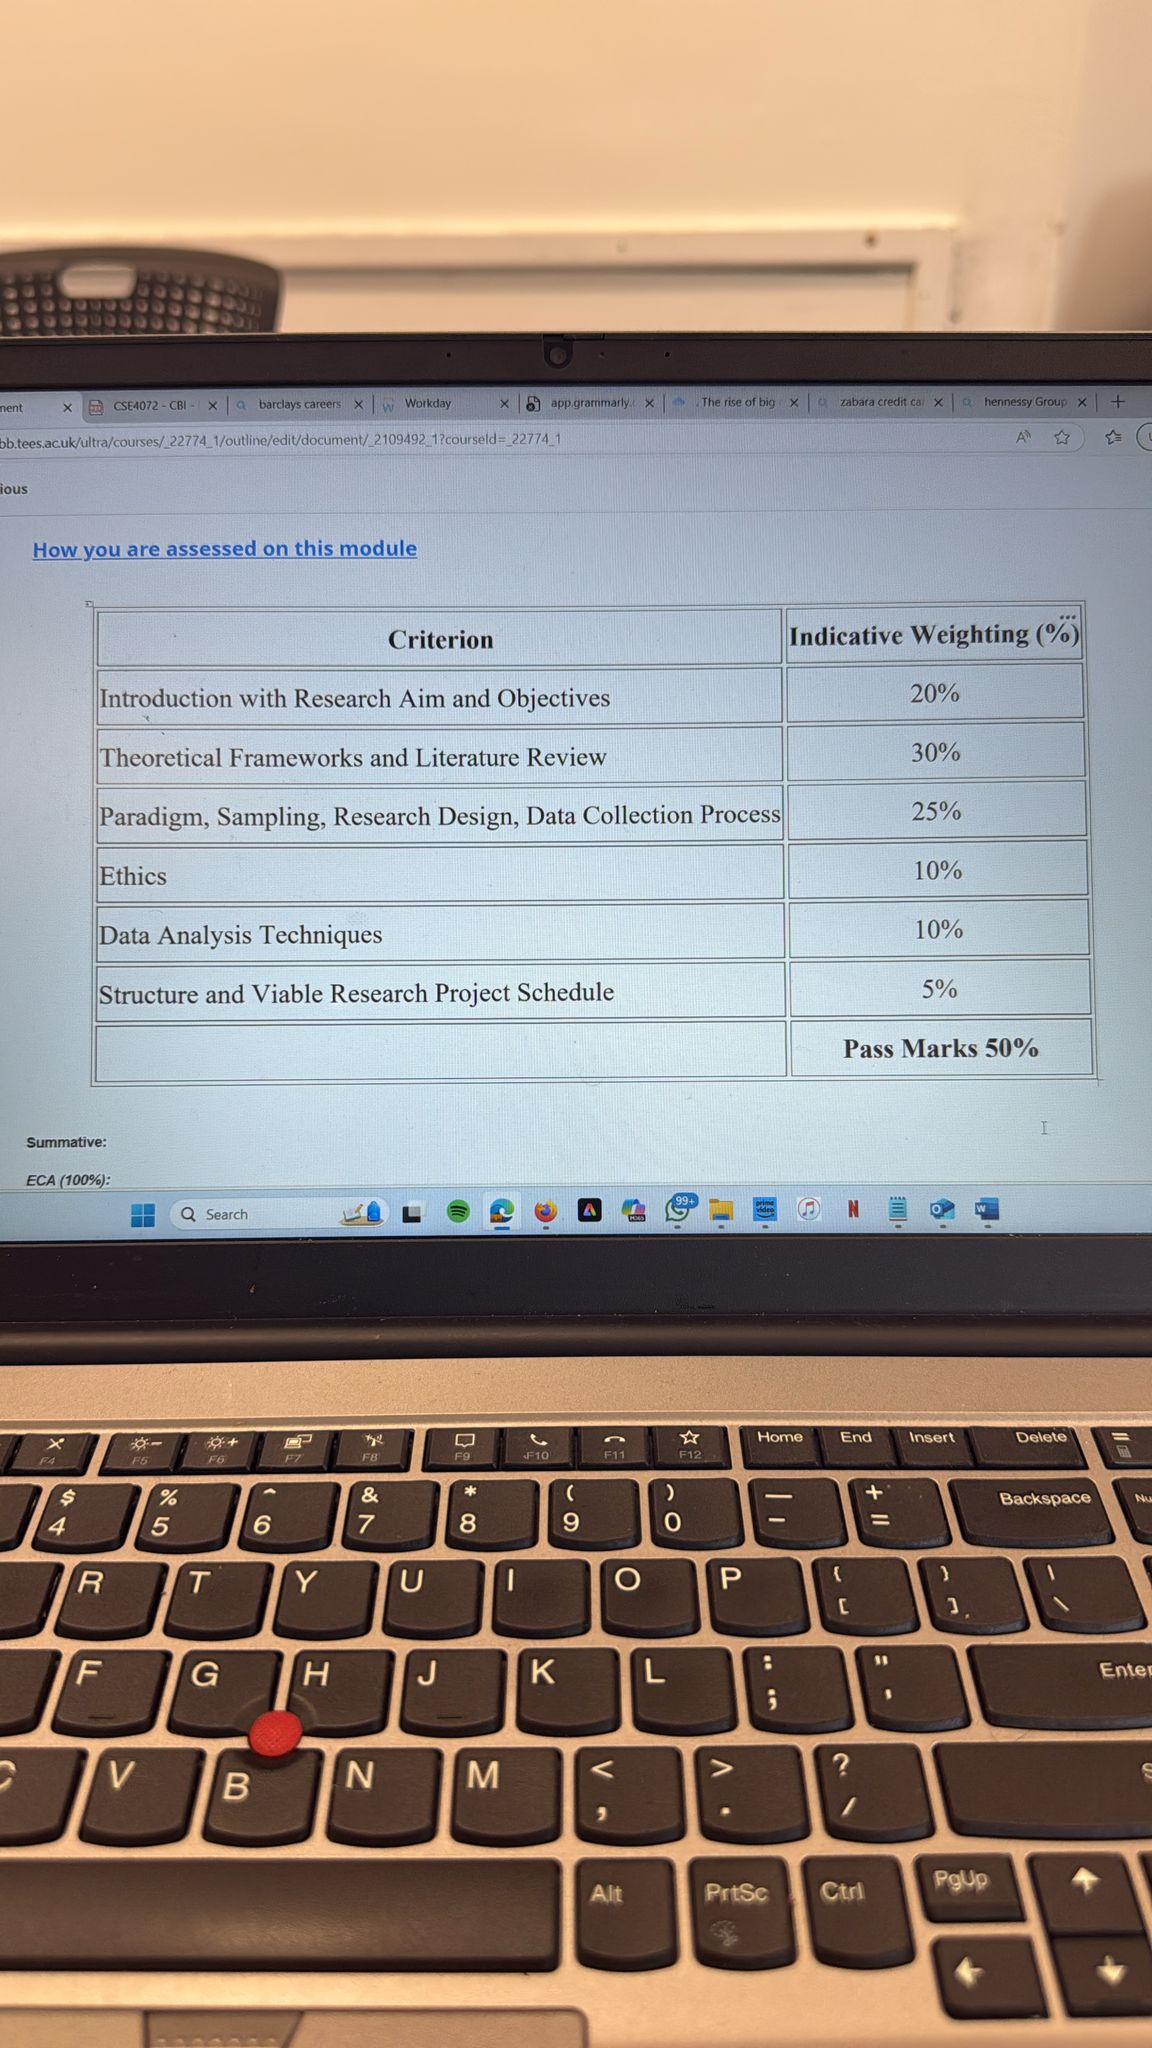 ment
CSE4072 - CBI -
barclays careers
Workday
app.grammarly.
. The rise of big
zabara credit ca
hennessy Group
bb.tees.ac.uk/ultra/courses/_22774_1/outline/edit/document/_2109492_1?courseId=_22774_1
ious
How you are assessed on this module
Criterion Indicative Weighting (%)
Introduction with Research Aim and Objectives 20%
Theoretical Frameworks and Literature Review 30%
Paradigm, Sampling, Research Design, Data Collection Process 25%
Ethics 10%
Data Analysis Techniques 10%
Structure and Viable Research Project Schedule 5%
Pass Marks 50%
Summative:
ECA (100%):
Search
M365
99+
prime video
N
O
W
F4 F5 F6 F7 F8 F9 F10 F11 F12 Home End Insert Delete
$ % ^ & * ( ) — +
4 5 6 7 8 9 0 - = Backspace Nu
R T Y U I O P { [ } ] | \
F G H J K L : ; " ' Enter
C V B N M < , > . ? / S
Alt PrtSc Ctrl PgUp